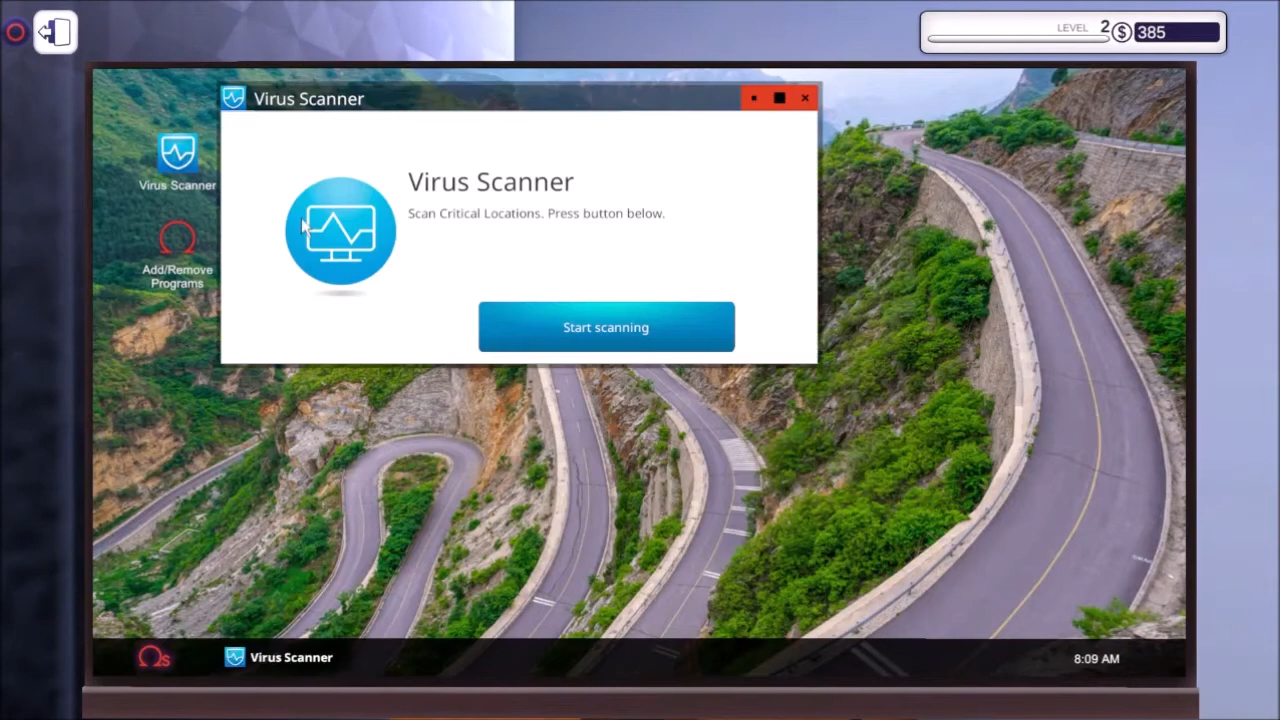 LEVEL 2 $ 385
Virus Scanner
Virus Scanner
Scan Critical Locations. Press button below.
Start scanning
Virus Scanner
Add/Remove
Programs
Ωs
Virus Scanner
8:09 AM